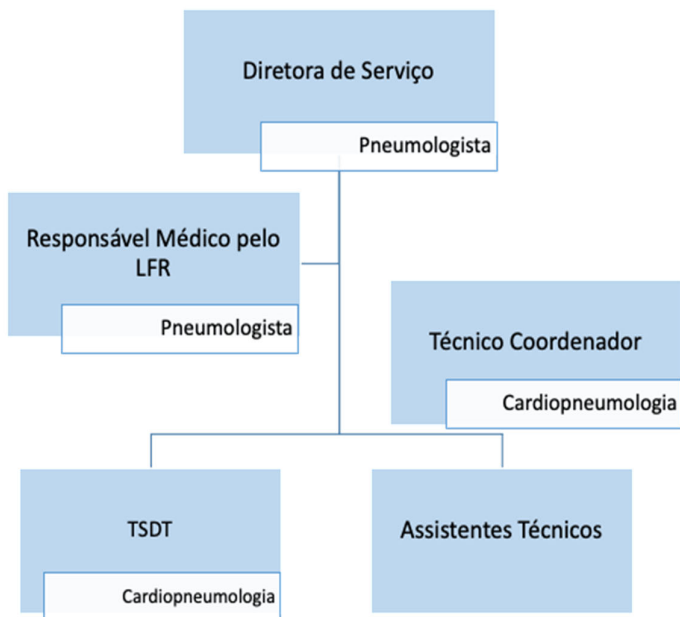 Diretora de Serviço
Pneumologista
Responsável Médico pelo
LFR
Pneumologista
Técnico Coordenador
Cardiopneumologia
TSDT
Cardiopneumologia
Assistentes Técnicos